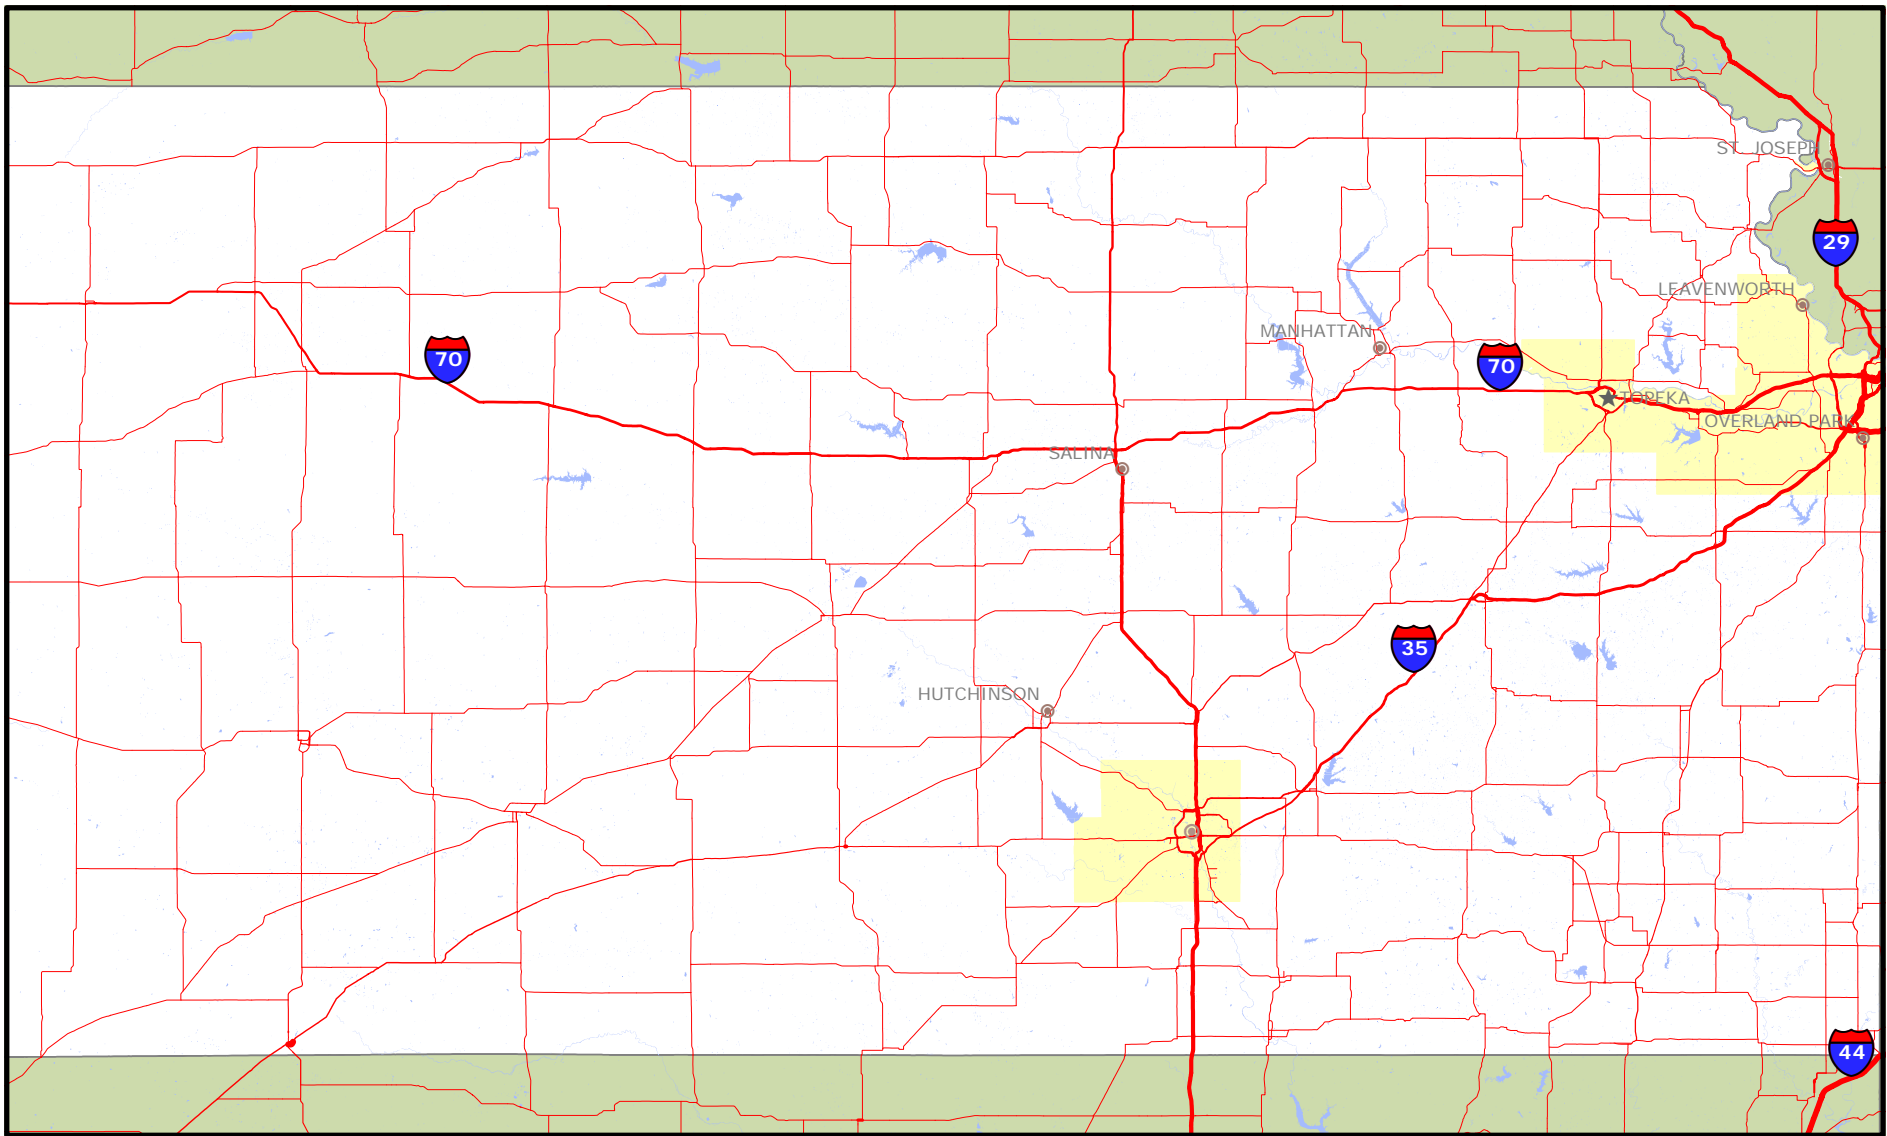 ST. JOSEPH
29
LEAVENWORTH
MANHATTAN
70
70
TOPEKA
OVERLAND PARK
SALINA
35
HUTCHINSON
44